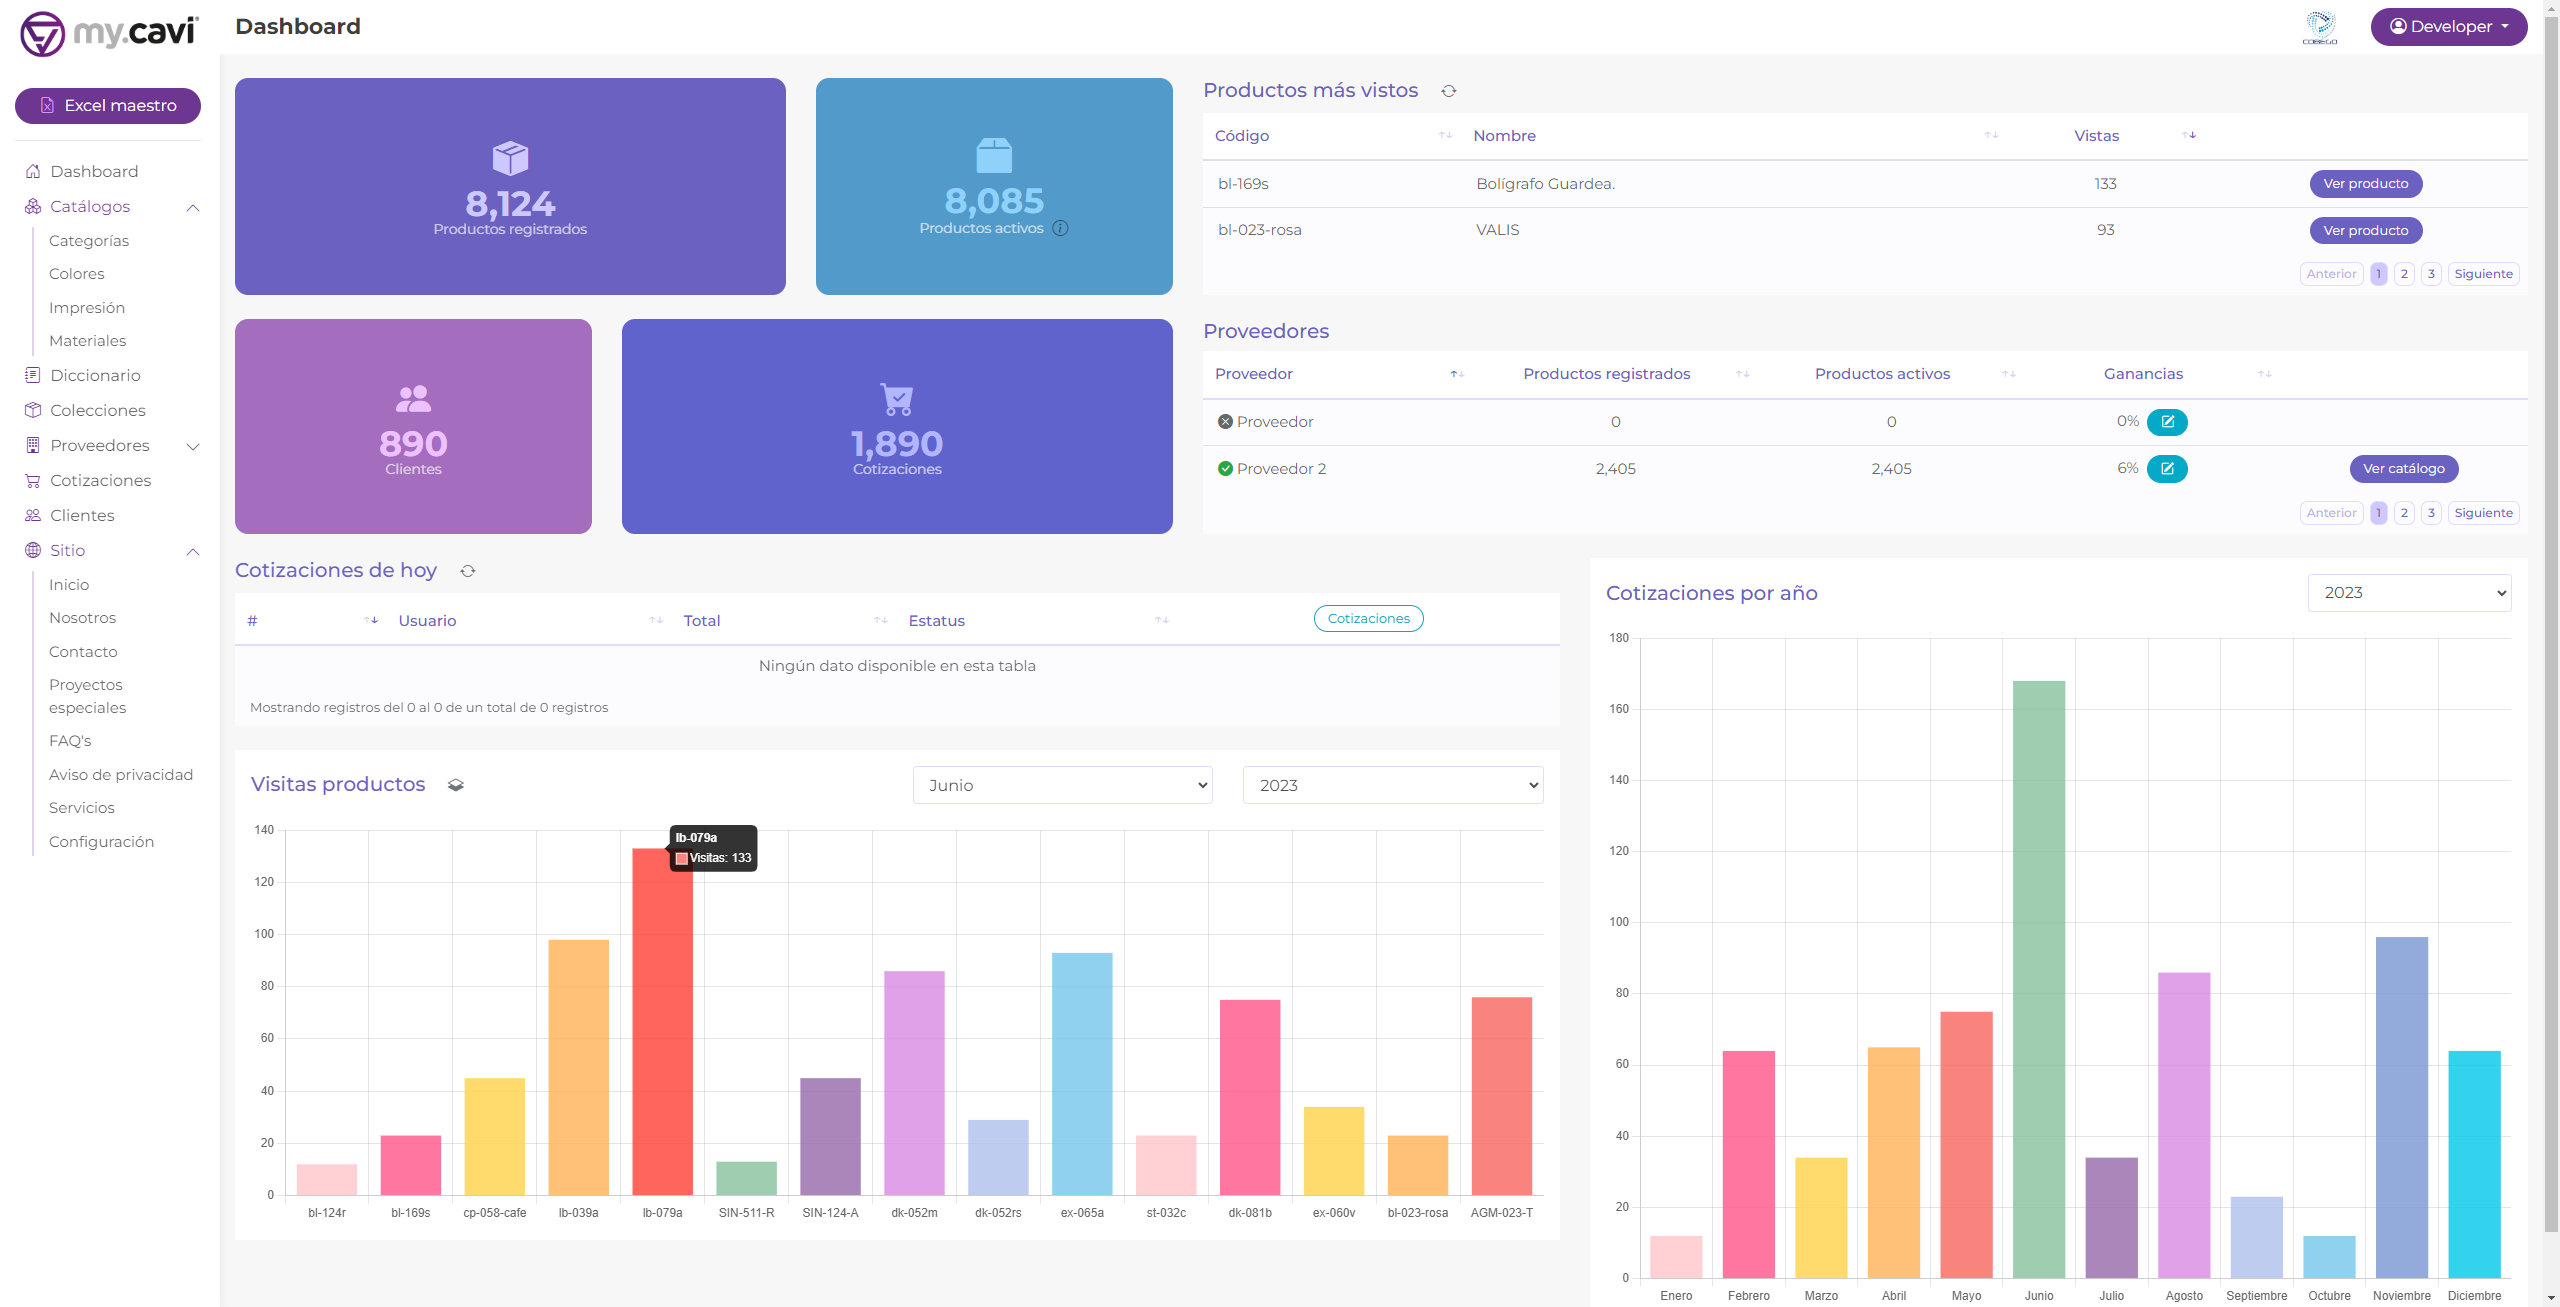 my.cavi
Dashboard
COBEGO
Developer
Excel maestro
Dashboard
Catálogos
Categorías
Colores
Impresión
Materiales
Diccionario
Colecciones
Proveedores
Cotizaciones
Clientes
Sitio
Inicio
Nosotros
Contacto
Proyectos
especiales
FAQ's
Aviso de privacidad
Servicios
Configuración
8,124
Productos registrados
8,085
Productos activos
890
Clientes
1,890
Cotizaciones
Productos más vistos
Código Nombre Vistas
bl-169s Bolígrafo Guardea. 133 Ver producto
bl-023-rosa VALIS 93 Ver producto
Anterior 1 2 3 Siguiente
Proveedores
Proveedor Productos registrados Productos activos Ganancias
Proveedor 0 0 0%
Proveedor 2 2,405 2,405 6% Ver catálogo
Anterior 1 2 3 Siguiente
Cotizaciones de hoy
# Usuario Total Estatus Cotizaciones
Ningún dato disponible en esta tabla
Mostrando registros del 0 al 0 de un total de 0 registros
Visitas productos Junio 2023
140
120
100
80
60
40
20
0
lb-079a
Visitas: 133
bl-124r bl-169s cp-058-cafe lb-039a lb-079a SIN-511-R SIN-124-A dk-052m dk-052rs ex-065a st-032c dk-081b ex-060v bl-023-rosa AGM-023-T
Cotizaciones por año 2023
180
160
140
120
100
80
60
40
20
0
Enero Febrero Marzo Abril Mayo Junio Julio Agosto Septiembre Octubre Noviembre Diciembre